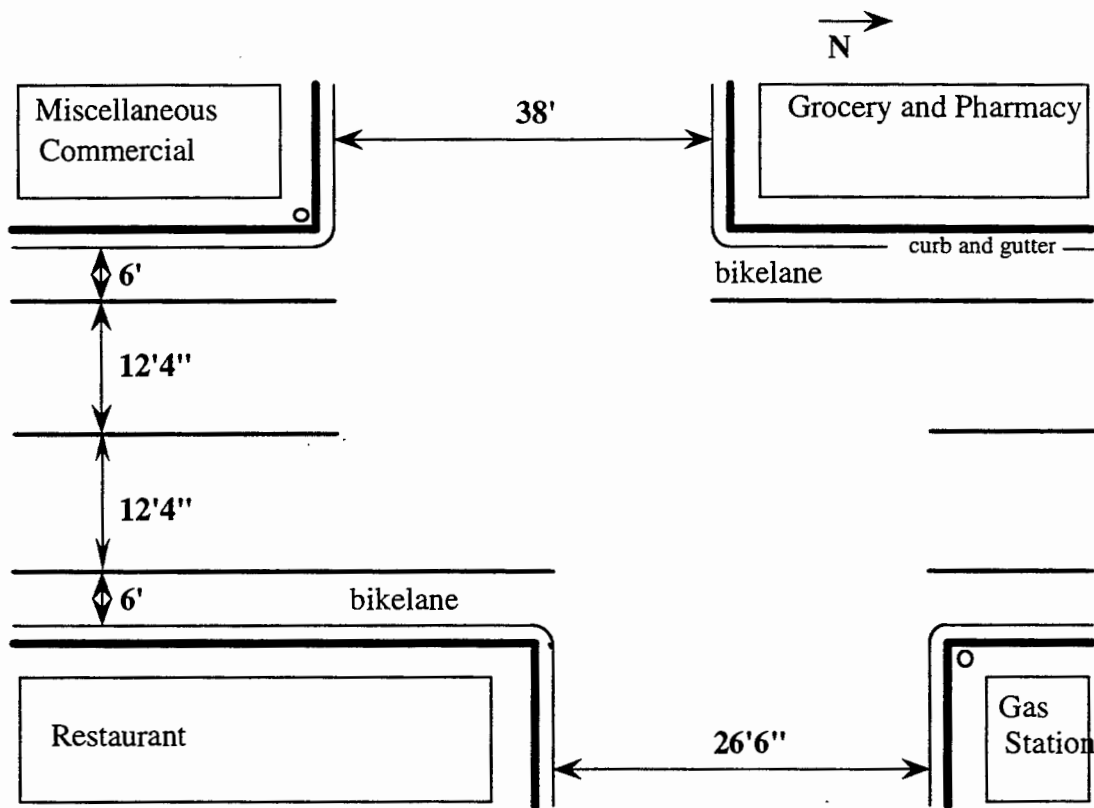 N
Miscellaneous
Commercial
38'
Grocery and Pharmacy
curb and gutter
6'
bikelane
12'4"
12'4"
6'
bikelane
Restaurant
26'6"
Gas
Station